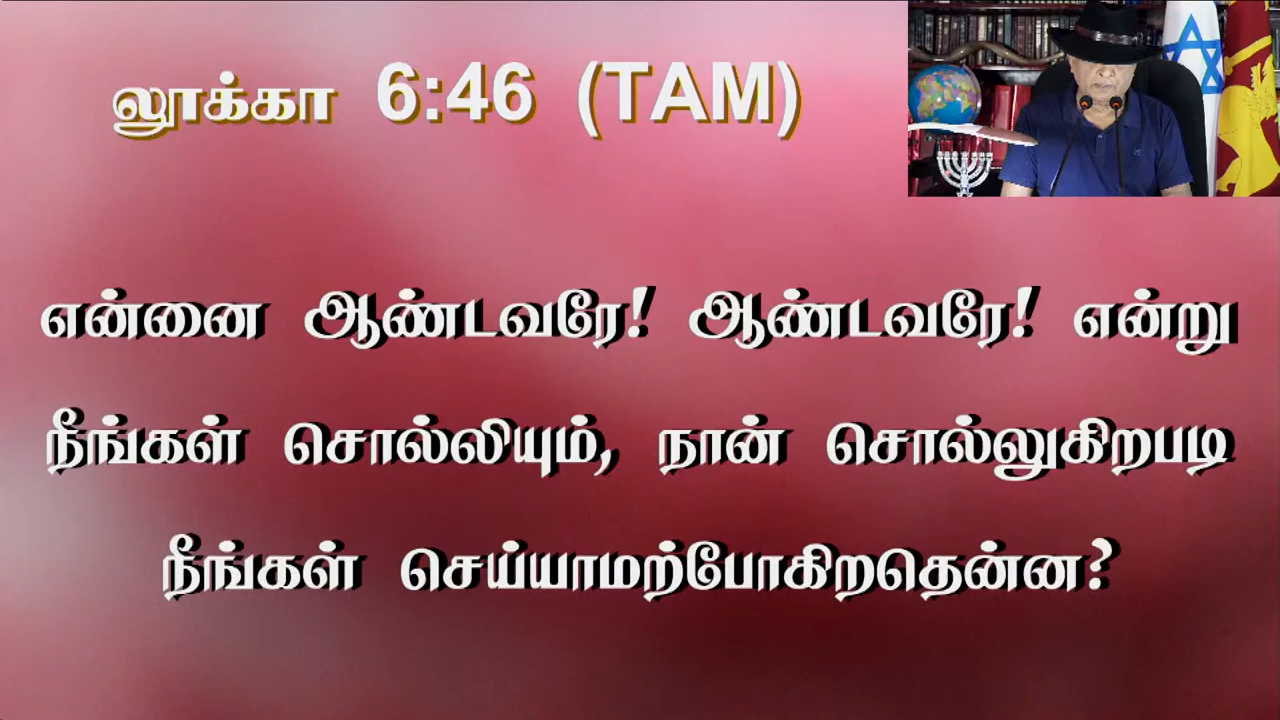 லூக்கா 6:46 (TAM)
என்னை ஆண்டவரே! ஆண்டவரே! என்று
நீங்கள் சொல்லியும், நான் சொல்லுகிறபடி
நீங்கள் செய்யாமற்போகிறதென்ன?